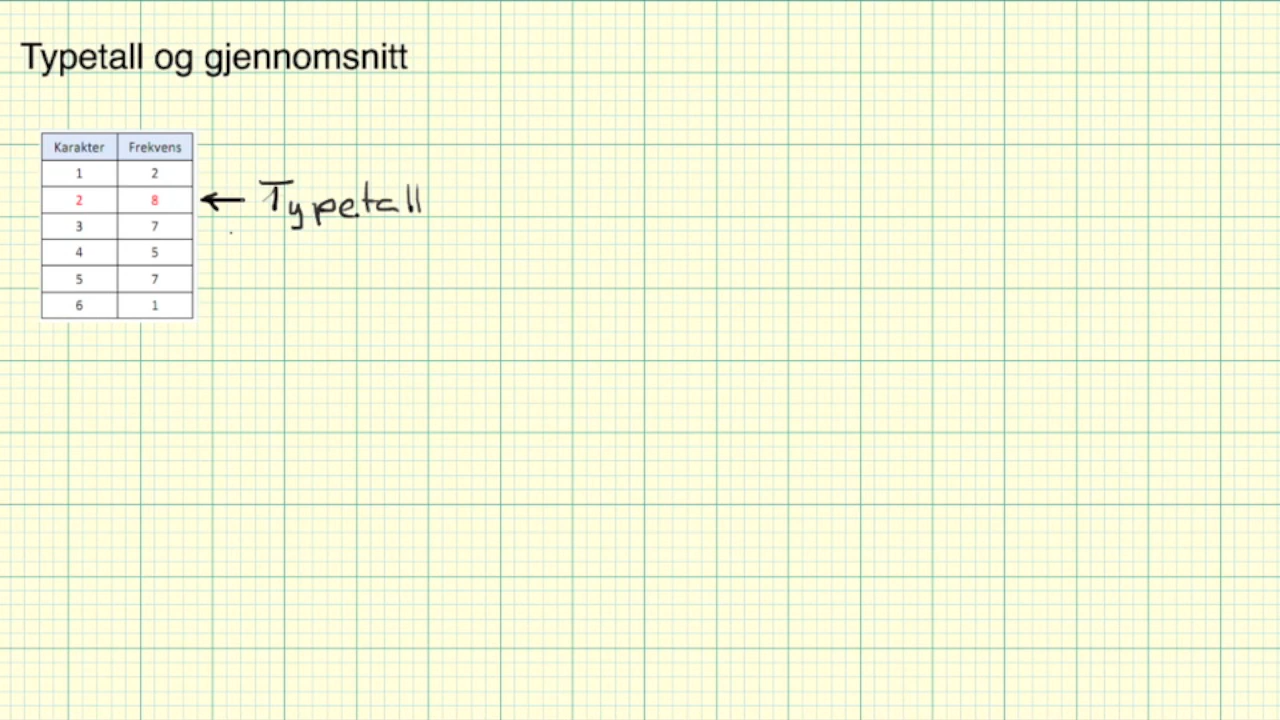 Typetall og gjennomsnitt
Karakter Frekvens
1 2
2 8 ← Typetall
3 7
4 5
5 7
6 1